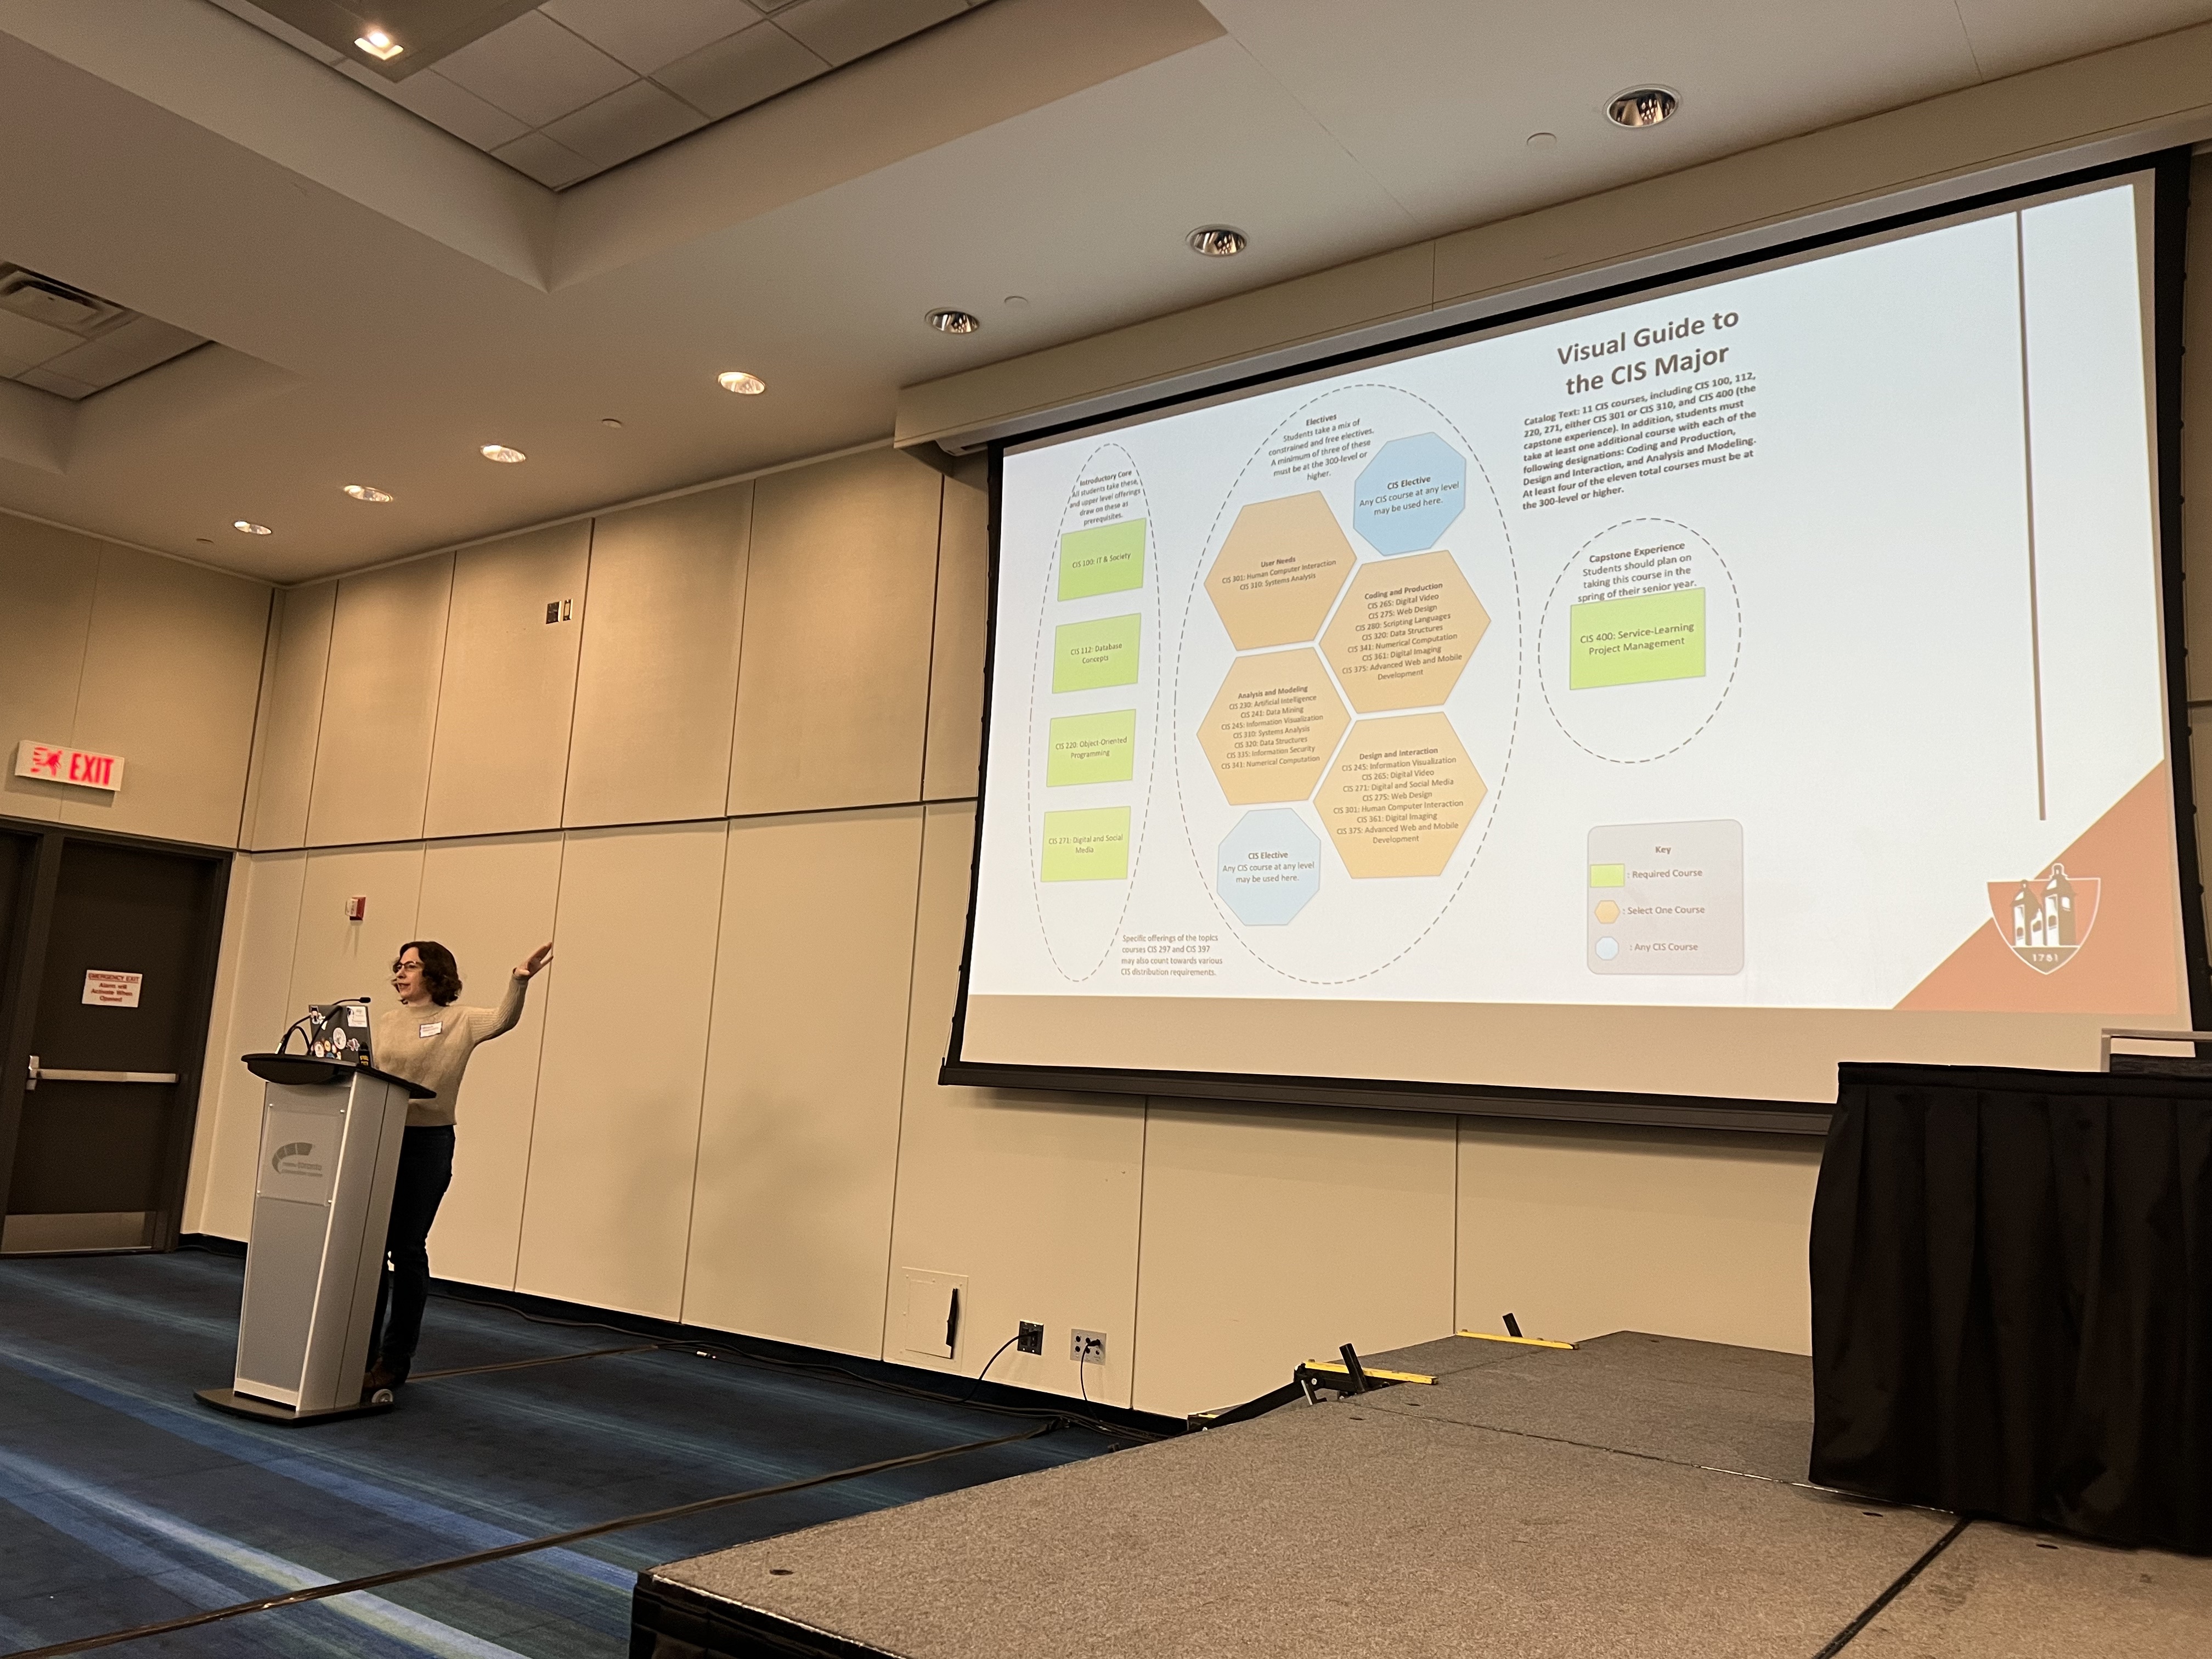 Visual Guide to
the CIS Major
Catalog Text: 11 CIS courses, including CIS 100, 112,
220, 271, either CIS 301 or CIS 310, and CIS 400 (the
capstone experience). In addition, students must
take at least one additional course with each of the
following designations: Coding and Production,
Design and Interaction, and Analysis and Modeling.
At least four of the eleven total courses must be at
the 300-level or higher.
Introductory Core
All students take these,
and upper level offerings
draw on these as
prerequisites.
CIS 100: IT & Society
CIS 112: Database
Concepts
CIS 220: Object-Oriented
Programming
CIS 271: Digital and Social
Media
Electives
Students take a mix of
constrained and free electives.
A minimum of three of these
must be at the 300-level or
higher.
CIS Elective
Any CIS course at any level
may be used here.
User Needs
CIS 301: Human Computer Interaction
CIS 310: Systems Analysis
Coding and Production
CIS 265: Digital Video
CIS 275: Web Design
CIS 280: Scripting Languages
CIS 320: Data Structures
CIS 341: Numerical Computation
CIS 361: Digital Imaging
CIS 375: Advanced Web and Mobile
Development
Analysis and Modeling
CIS 230: Artificial Intelligence
CIS 241: Data Mining
CIS 245: Information Visualization
CIS 310: Systems Analysis
CIS 320: Data Structures
CIS 335: Information Security
CIS 341: Numerical Computation
Design and Interaction
CIS 245: Information Visualization
CIS 265: Digital Video
CIS 271: Digital and Social Media
CIS 275: Web Design
CIS 301: Human Computer Interaction
CIS 361: Digital Imaging
CIS 375: Advanced Web and Mobile
Development
CIS Elective
Any CIS course at any level
may be used here.
Specific offerings of the topics
courses CIS 297 and CIS 397
may also count towards various
CIS distribution requirements.
Capstone Experience
Students should plan on
taking this course in the
spring of their senior year.
CIS 400: Service-Learning
Project Management
Key
: Required Course
: Select One Course
: Any CIS Course
1781
EXIT
EMERGENCY EXIT
Alarm will
Activate When
Opened